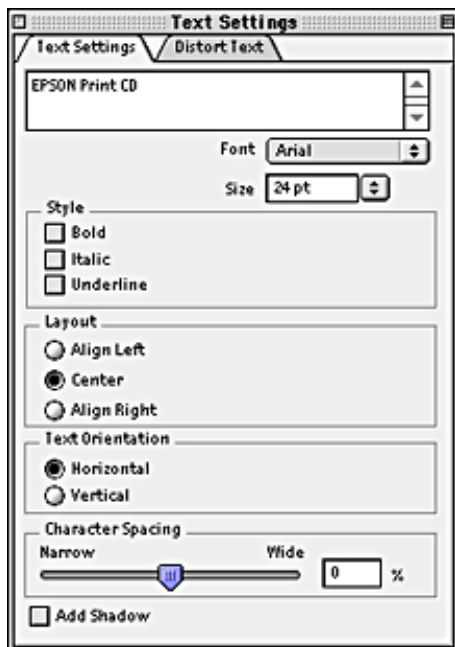 Text Settings
Text Settings Distort Text
EPSON Print CD
Font Arial
Size 24 pt
Style
Bold
Italic
Underline
Layout
Align Left
Center
Align Right
Text Orientation
Horizontal
Vertical
Character Spacing
Narrow Wide
0 %
Add Shadow